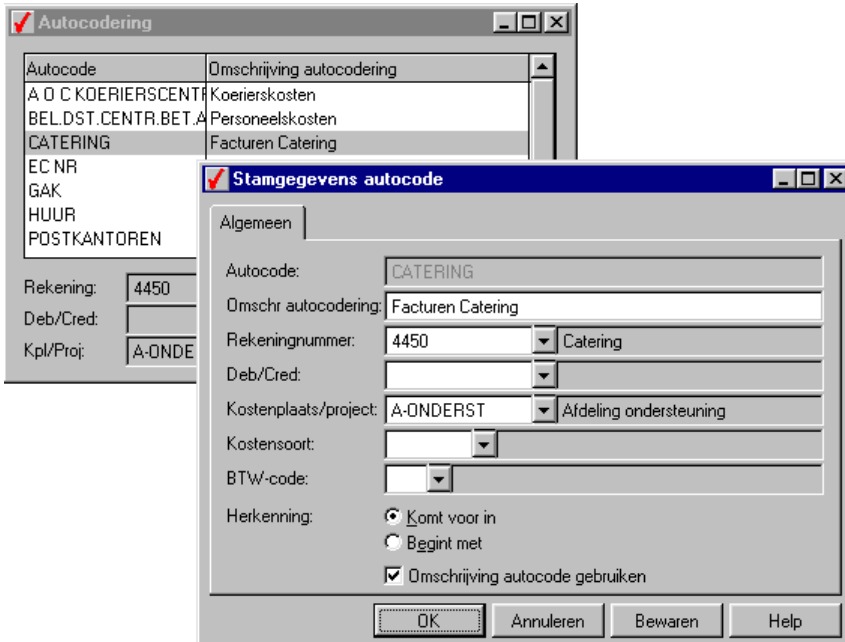 Autocodering
Autocode Omschrijving autocodering
A O C KOERIERSCENTF Koerierskosten
BEL.DST.CENTR.BET.A Personeelskosten
CATERING Facturen Catering
EC NR
GAK
HUUR
POSTKANTOREN
Rekening: 4450
Deb/Cred:
Kpl/Proj: A-ONDE
Stamgegevens autocode
Algemeen
Autocode: CATERING
Omschr autocodering: Facturen Catering
Rekeningnummer: 4450 Catering
Deb/Cred:
Kostenplaats/project: A-ONDERST Afdeling ondersteuning
Kostensoort:
BTW-code:
Herkenning: Komt voor in
Begint met
Omschrijving autocode gebruiken
OK Annuleren Bewaren Help